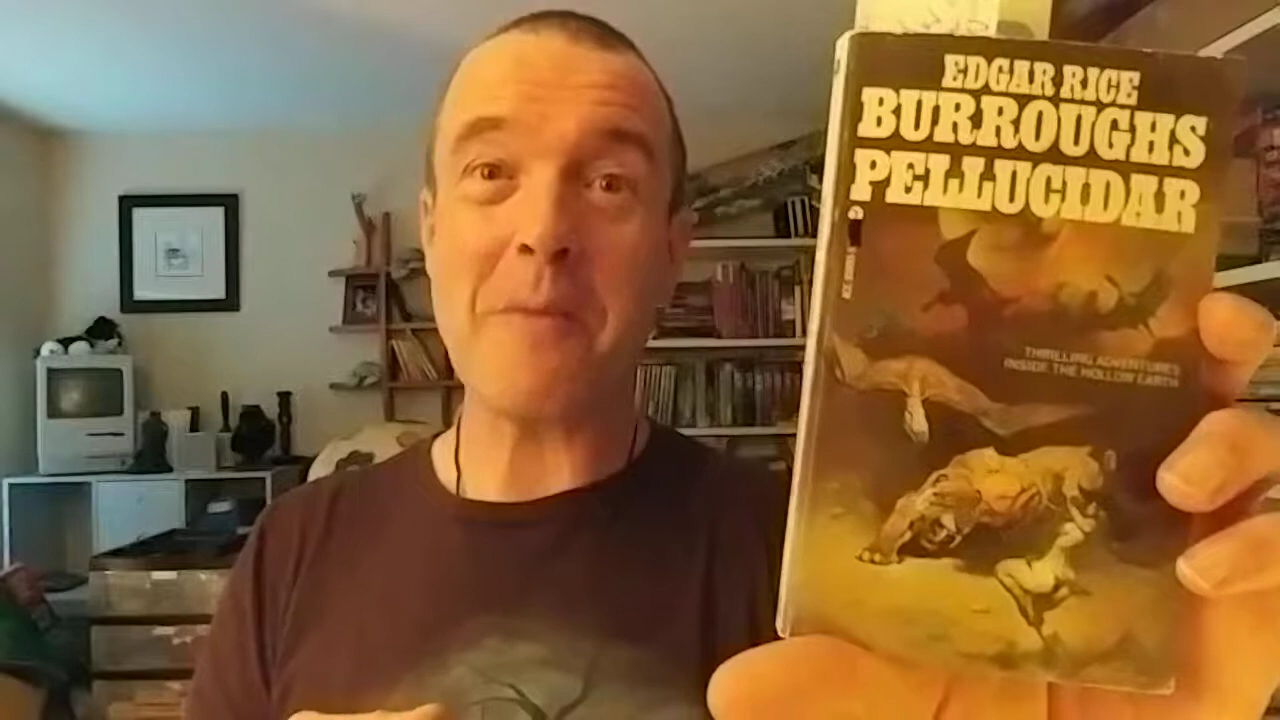 EDGAR RICE
BURROUGHS
PELLUCIDAR
THRILLING ADVENTURES
INSIDE THE HOLLOW EARTH